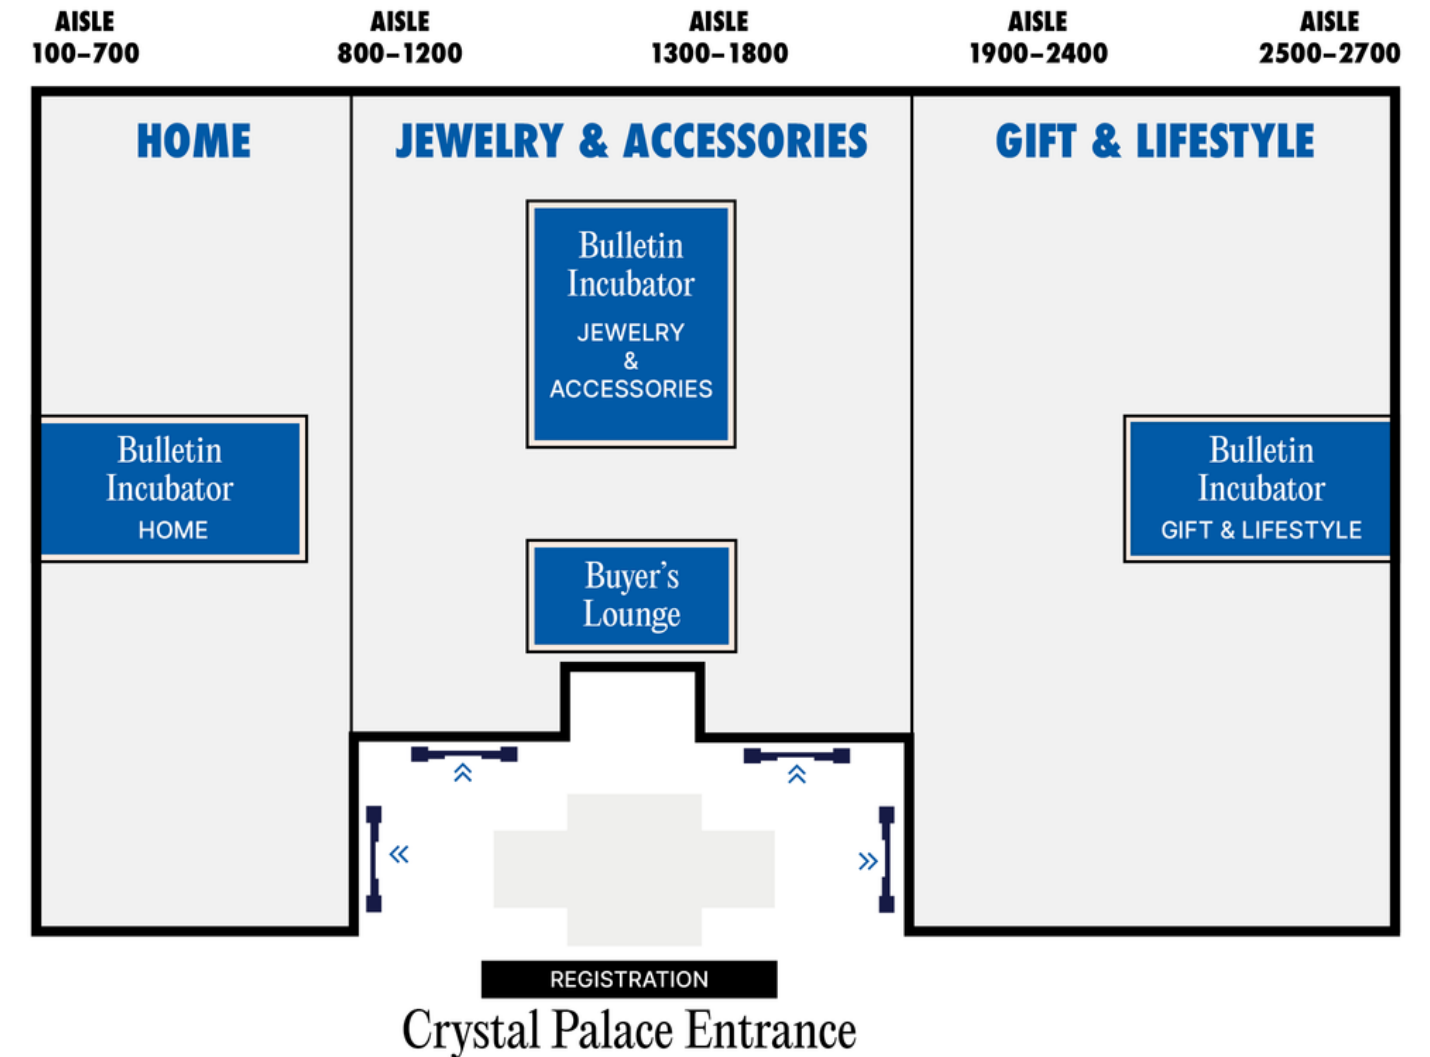 AISLE
100–700
AISLE
800–1200
AISLE
1300–1800
AISLE
1900–2400
AISLE
2500–2700
HOME
JEWELRY & ACCESSORIES
GIFT & LIFESTYLE
Bulletin
Incubator
JEWELRY
&
ACCESSORIES
Bulletin
Incubator
HOME
Bulletin
Incubator
GIFT & LIFESTYLE
Buyer’s
Lounge
REGISTRATION
Crystal Palace Entrance